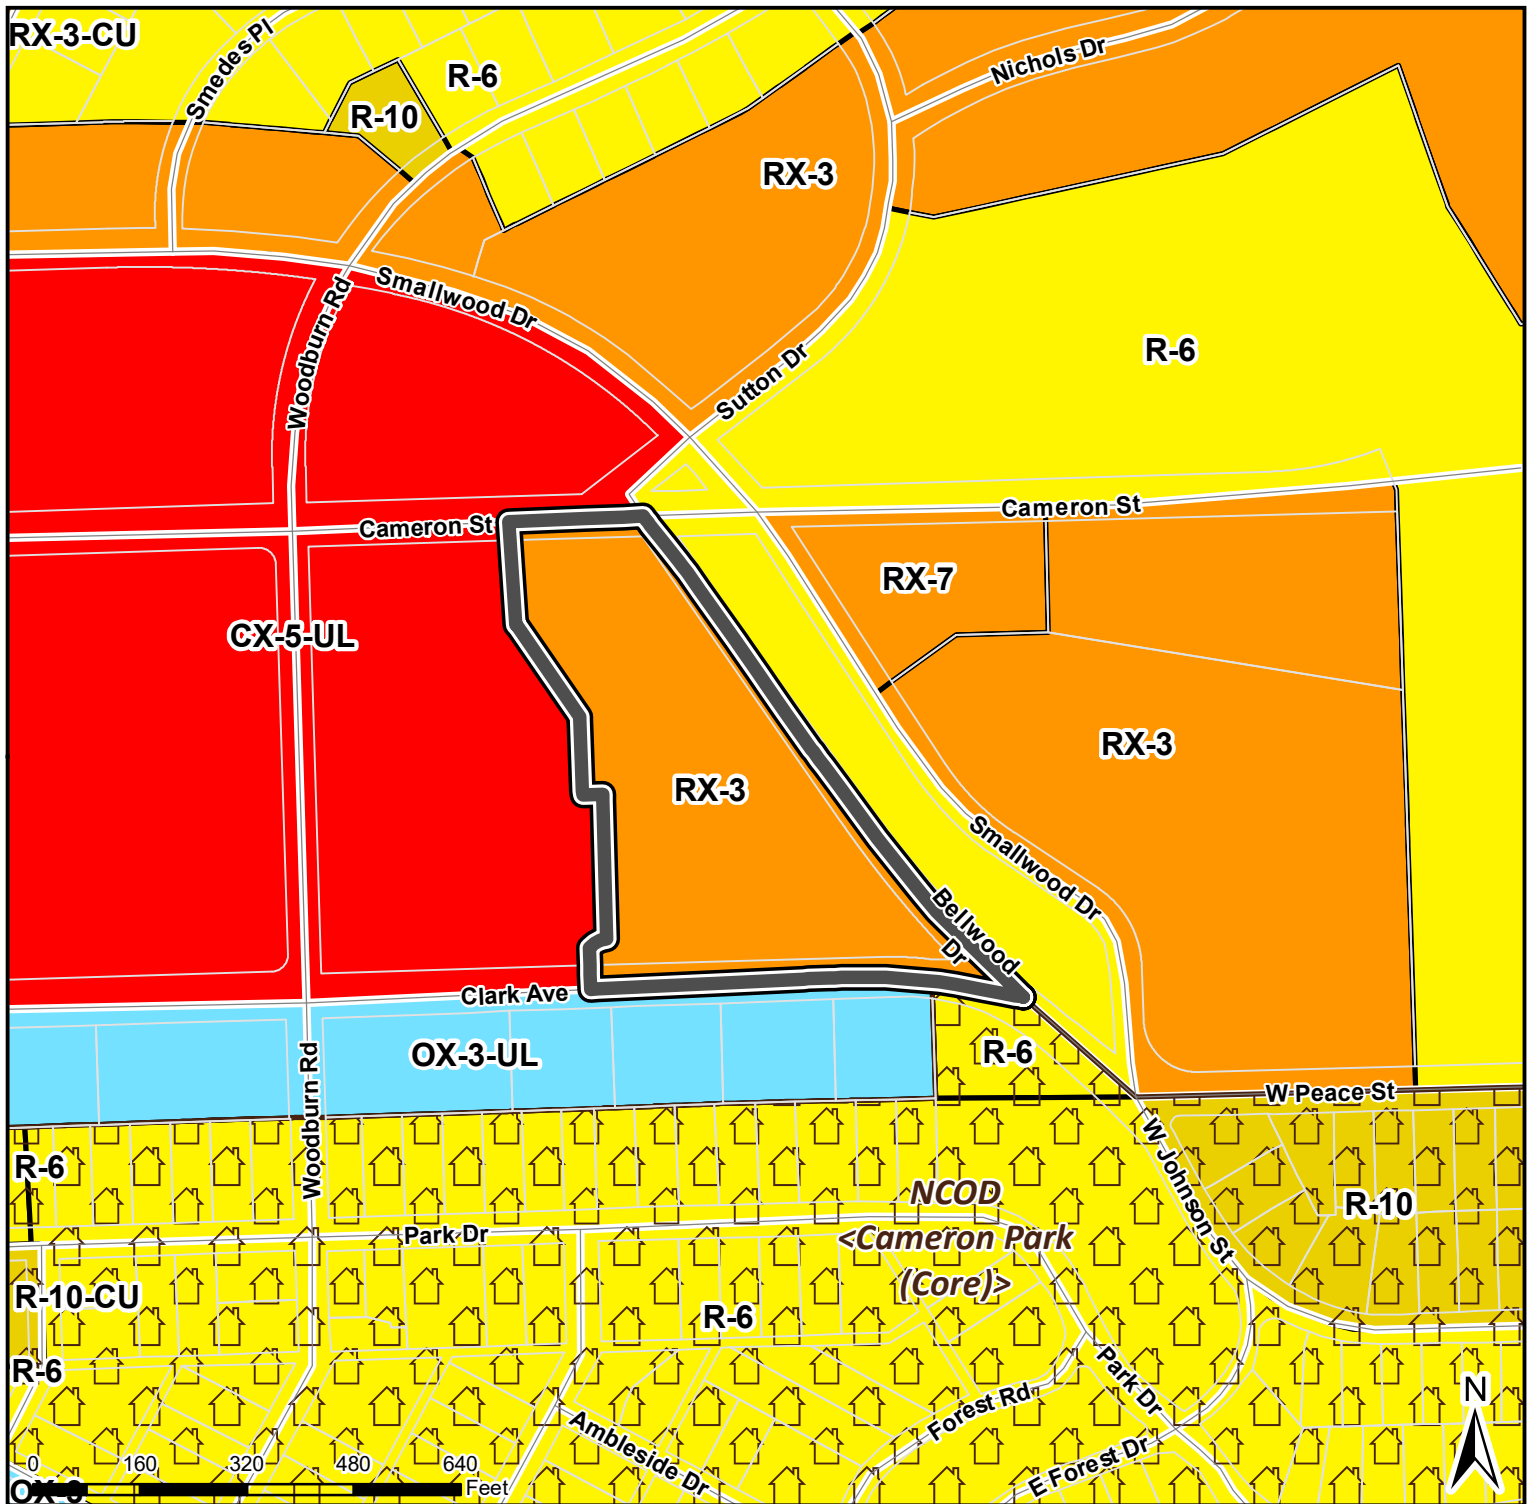 RX-3-CU
Smedes Pl
R-6
Nichols Dr
R-10
RX-3
Smallwood Dr
Woodburn Rd
Sutton Dr
R-6
Cameron St
Cameron St
RX-7
CX-5-UL
RX-3
RX-3
Smallwood Dr
Bellwood
Dr
Clark Ave
OX-3-UL
R-6
Woodburn Rd
W Peace St
R-6
W Johnson St
NCOD
<Cameron Park
(Core)>
R-10
Park Dr
R-10-CU
R-6
R-6
Park Dr
Forest Rd
Ambleside Dr
E Forest Dr
N
0 160 320 480 640
Feet
OX-3